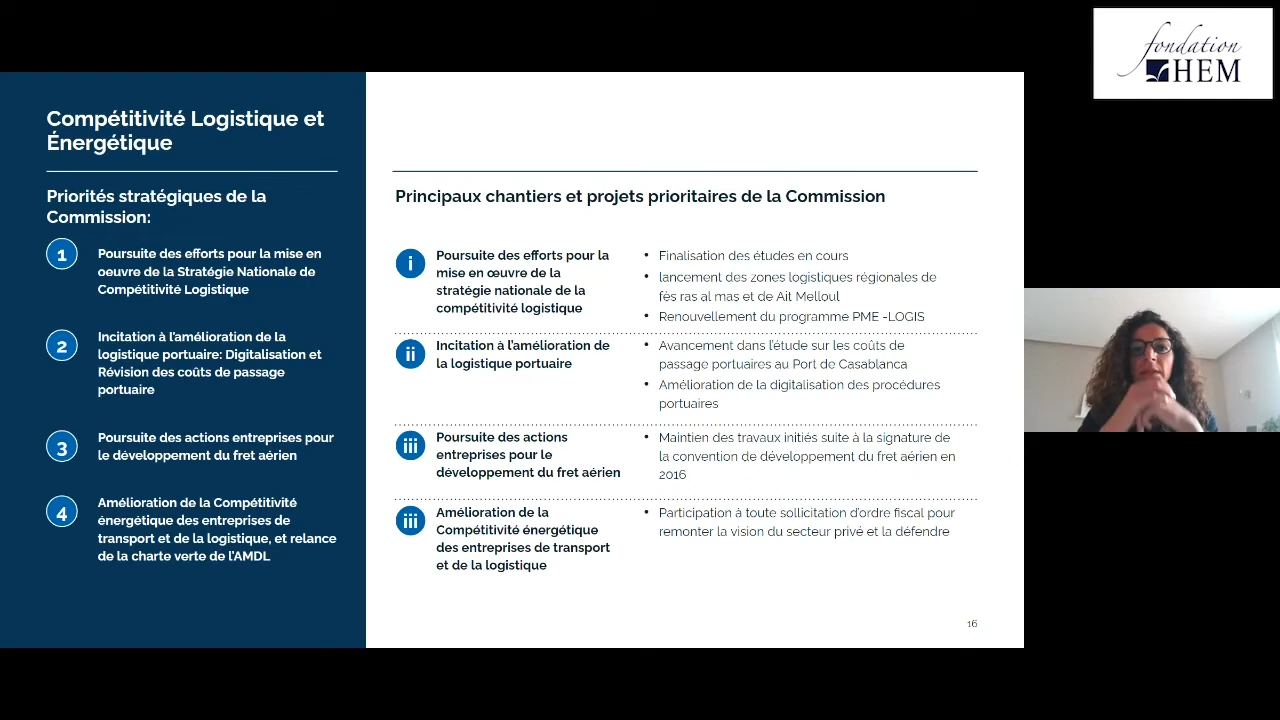 fondation
HEM
Compétitivité Logistique et
Énergétique
Priorités stratégiques de la
Commission:
1
Poursuite des efforts pour la mise en
oeuvre de la Stratégie Nationale de
Compétitivité Logistique
2
Incitation à l'amélioration de la
logistique portuaire: Digitalisation et
Révision des coûts de passage
portuaire
3
Poursuite des actions entreprises pour
le développement du fret aérien
4
Amélioration de la Compétitivité
énergétique des entreprises de
transport et de la logistique, et relance
de la charte verte de l'AMDL
Principaux chantiers et projets prioritaires de la Commission
i
Poursuite des efforts pour la
mise en œuvre de la
stratégie nationale de la
compétitivité logistique
• Finalisation des études en cours
• lancement des zones logistiques régionales de
fès ras al mas et de Ait Melloul
• Renouvellement du programme PME -LOGIS
ii
Incitation à l'amélioration de
la logistique portuaire
• Avancement dans l'étude sur les coûts de
passage portuaires au Port de Casablanca
• Amélioration de la digitalisation des procédures
portuaires
iii
Poursuite des actions
entreprises pour le
développement du fret aérien
• Maintien des travaux initiés suite à la signature de
la convention de développement du fret aérien en
2016
iii
Amélioration de la
Compétitivité énergétique
des entreprises de transport
et de la logistique
• Participation à toute sollicitation d'ordre fiscal pour
remonter la vision du secteur privé et la défendre
16